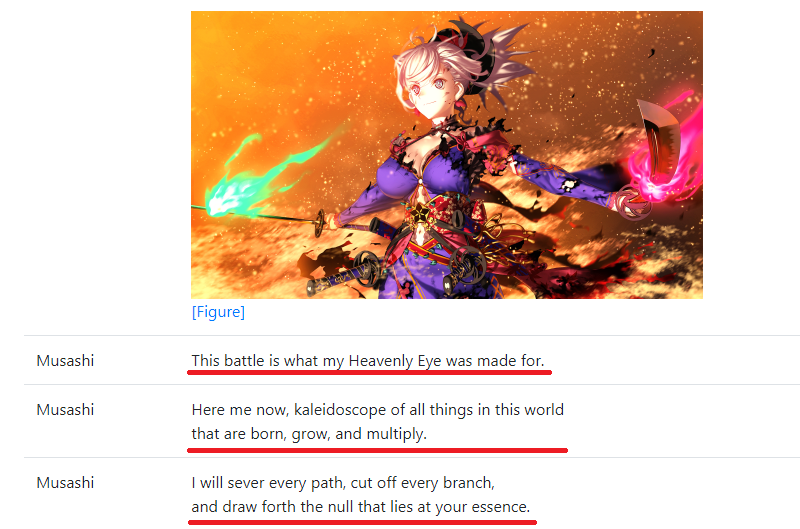 [Figure]
Musashi This battle is what my Heavenly Eye was made for.
Musashi Here me now, kaleidoscope of all things in this world
that are born, grow, and multiply.
Musashi I will sever every path, cut off every branch,
and draw forth the null that lies at your essence.